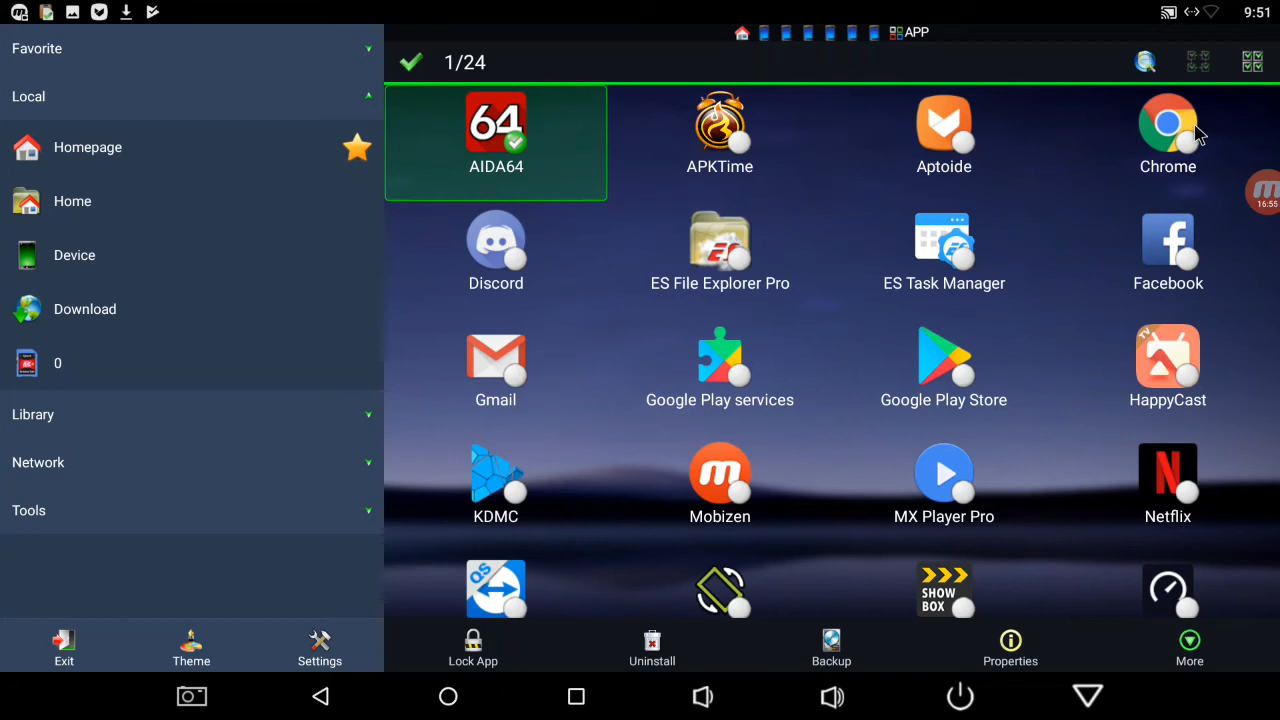 9:51
Favorite
APP
1/24
Local
Homepage
64
AIDA64
APKTime
Aptoide
Chrome
16:55
Home
Device
Discord
ES File Explorer Pro
ES Task Manager
Facebook
Download
0
Gmail
Google Play services
Google Play Store
TV
HappyCast
Library
Network
KDMC
Mobizen
MX Player Pro
Netflix
Tools
QS
SHOW
BOX
Exit
Theme
Settings
Lock App
Uninstall
Backup
Properties
More